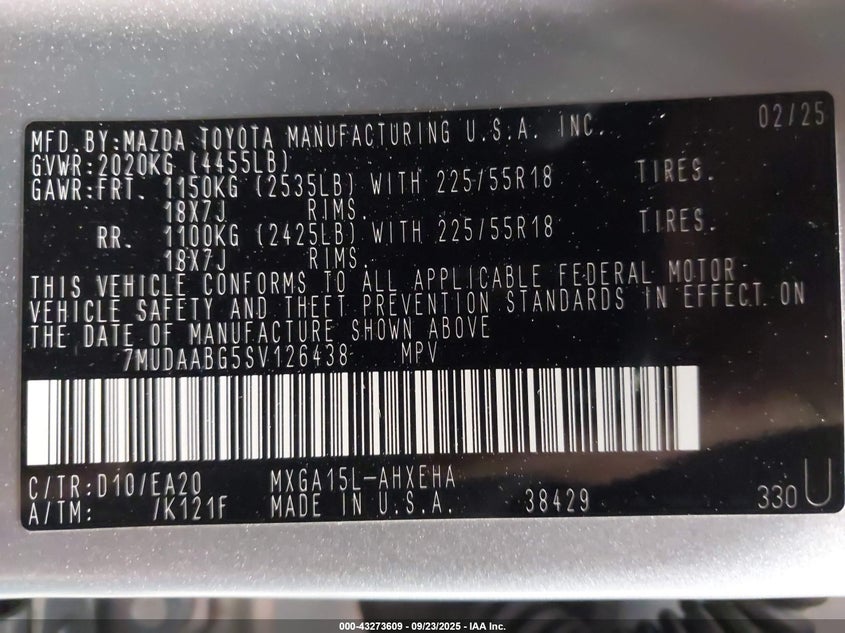 02/25
MFD.BY:MAZDA TOYOTA MANUFACTURING U.S.A. INC.
GVWR:2020KG (4455LB)
GAWR:FRT. 1150KG (2535LB) WITH 225/55R18 TIRES.
18X7J RIMS.
RR. 1100KG (2425LB) WITH 225/55R18 TIRES.
18X7J RIMS.
THIS VEHICLE CONFORMS TO ALL APPLICABLE FEDERAL MOTOR
VEHICLE SAFETY AND THEFT PREVENTION STANDARDS IN EFFECT ON
THE DATE OF MANUFACTURE SHOWN ABOVE
7MUDAABG5SV126438 MPV
C/TR:D10/EA20 MXGA15L-AHXEHA
A/TM: /K121F MADE IN U.S.A. 38429 330U
000-43273609 - 09/23/2025 - IAA Inc.